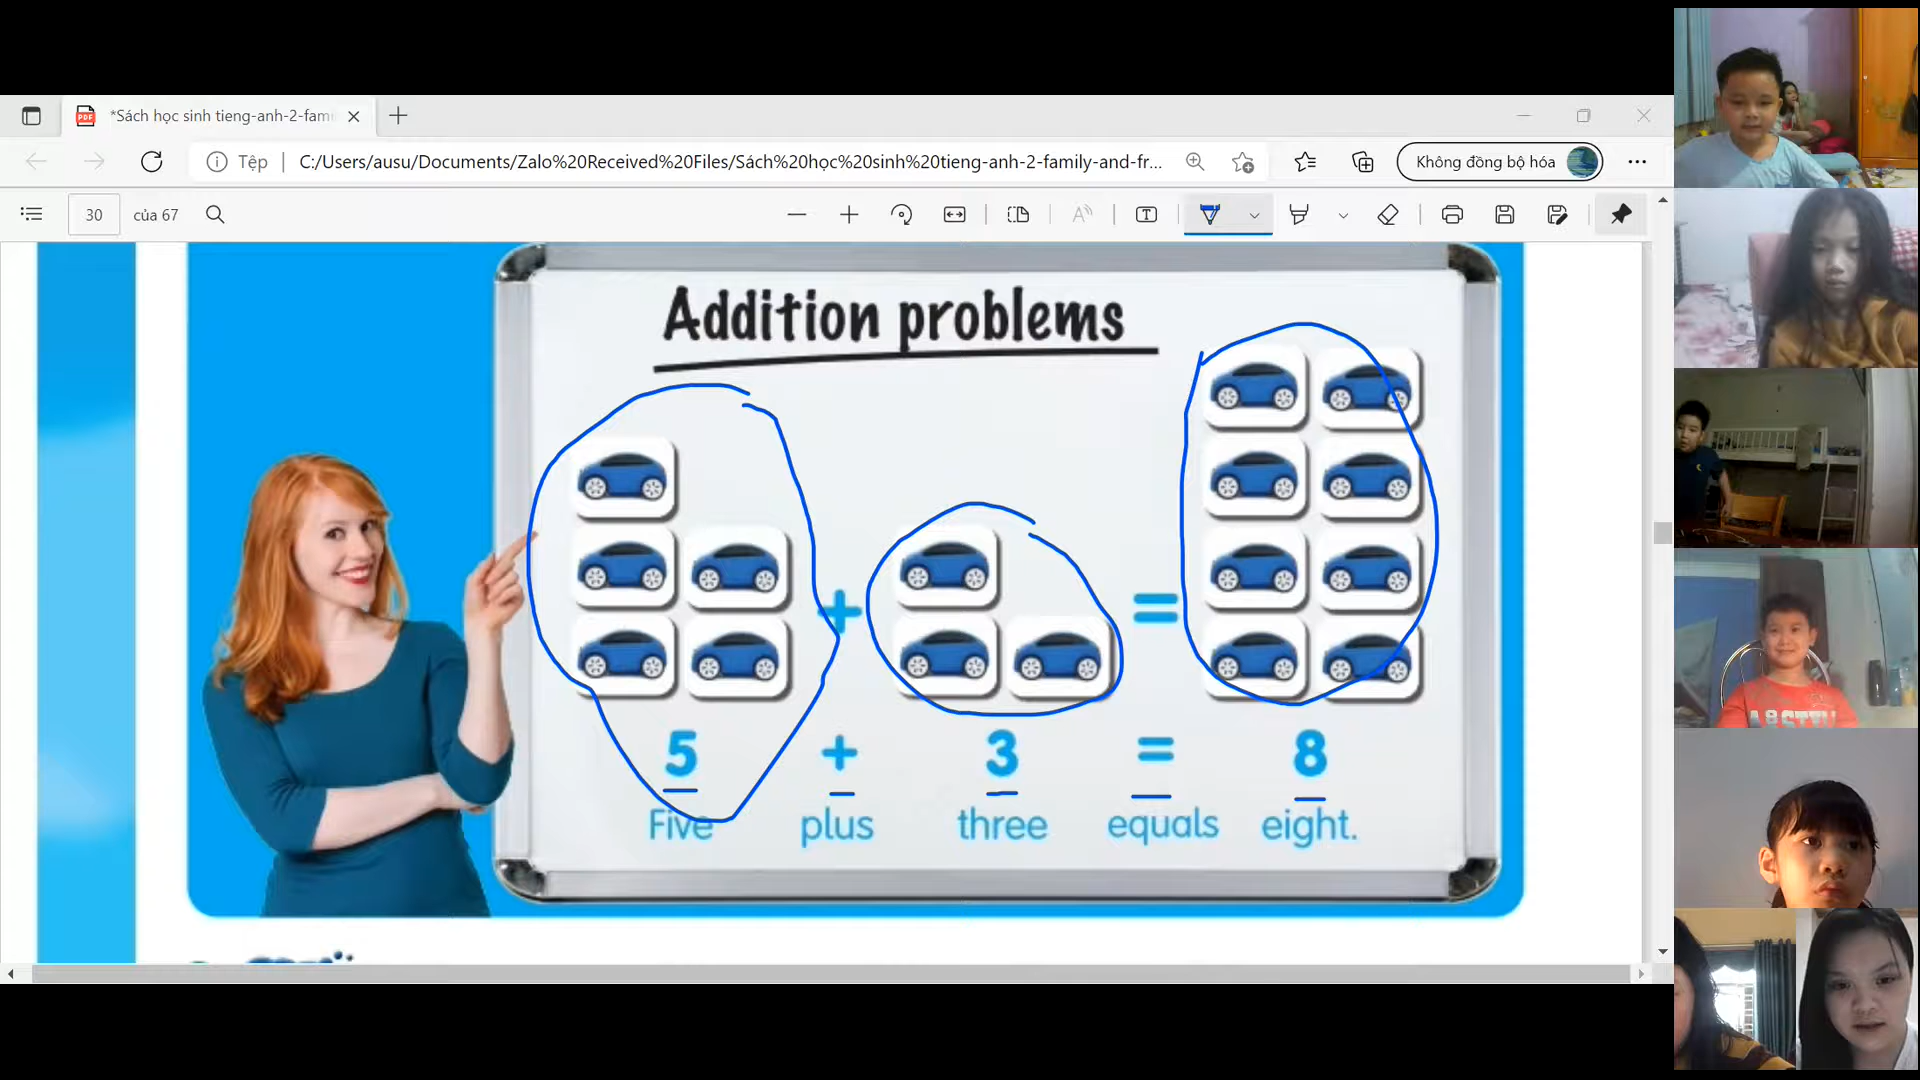 *Sách học sinh tieng-anh-2-fami
Tệp
C:/Users/ausu/Documents/Zalo%20Received%20Files/Sách%20học%20sinh%20tieng-anh-2-family-and-fr...
Không đồng bộ hóa
30 của 67
Addition problems
+ =
5 + 3 = 8
Five plus three equals eight.